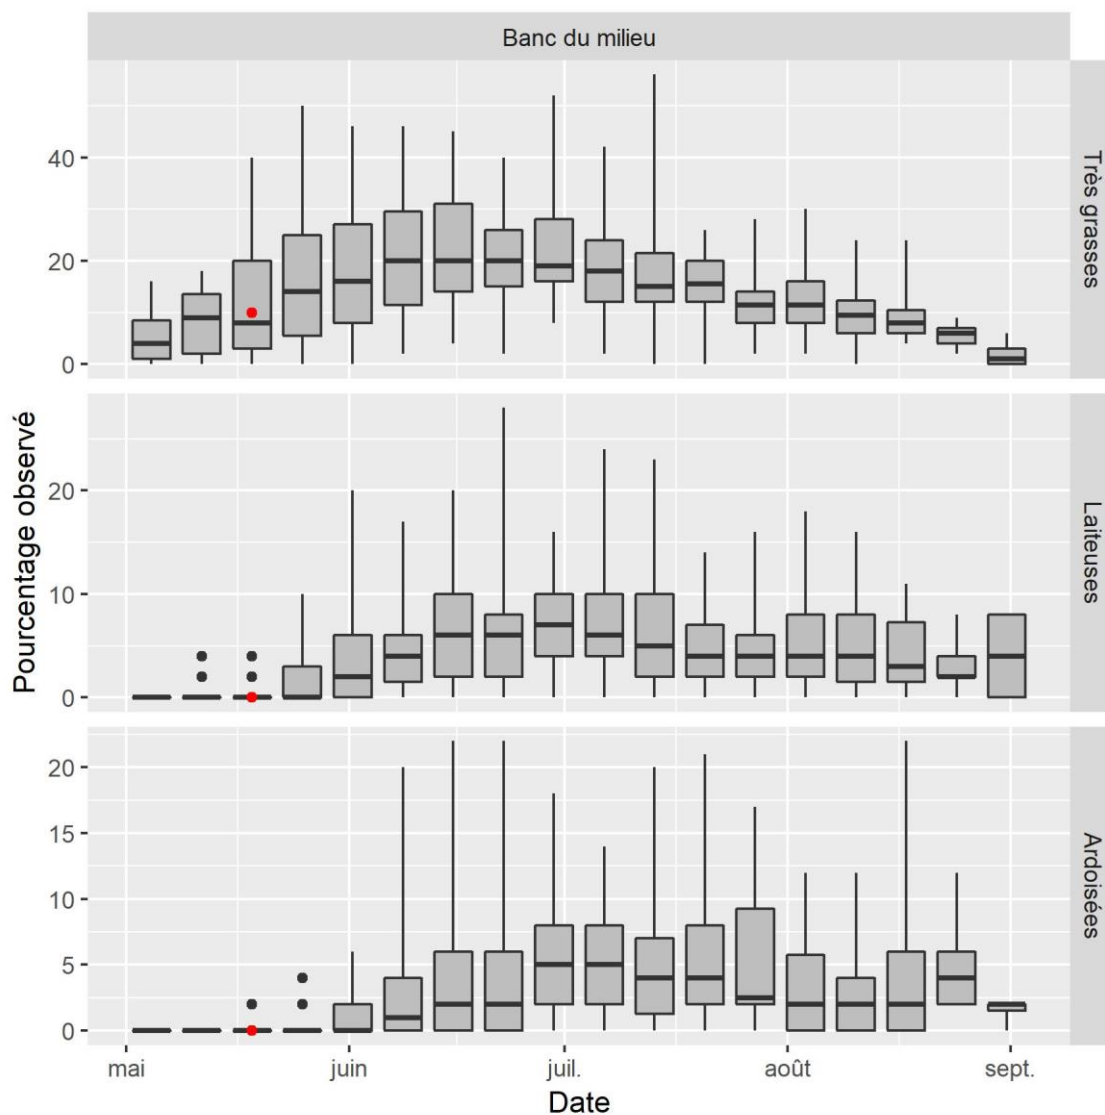 Banc du milieu
Pourcentage observé
40
20
0
Très grasses
20
10
0
Laiteuses
20
15
10
5
0
Ardoisées
mai juin juil. août sept.
Date